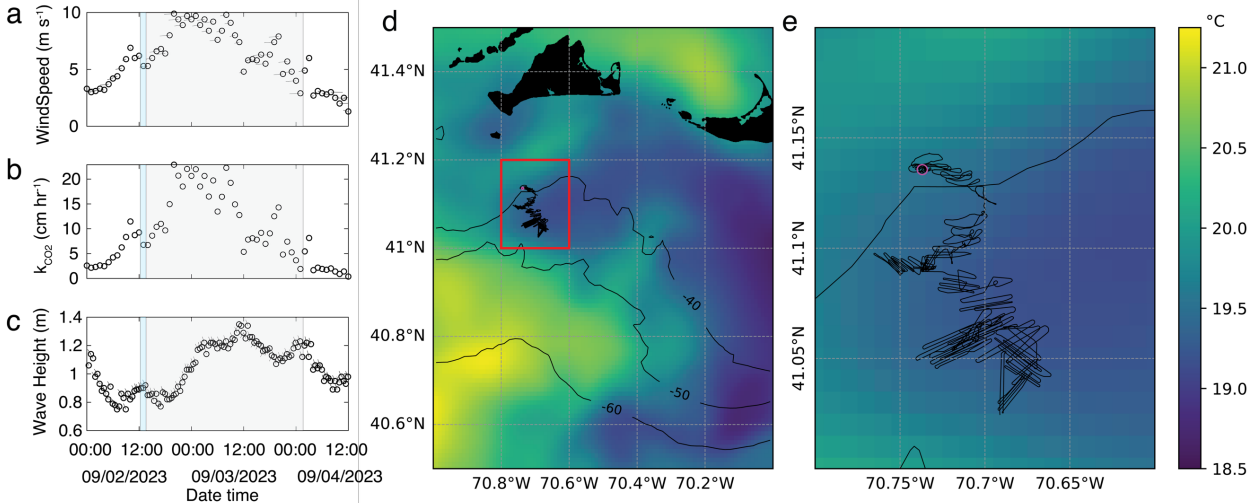 a
WindSpeed (m s⁻¹)
10
5
0
b
k_CO2 (cm hr⁻¹)
20
15
10
5
0
c
Wave Height (m)
1.4
1.2
1
0.8
0.6
00:00 12:00 00:00 12:00 00:00 12:00
09/02/2023 09/03/2023 09/04/2023
Date time
d
41.4°N
41.2°N
41°N
40.8°N
40.6°N
-40
-50
-60
70.8°W 70.6°W 70.4°W 70.2°W
e
41.15°N
41.1°N
41.05°N
70.75°W 70.7°W 70.65°W
°C
21.0
20.5
20.0
19.5
19.0
18.5